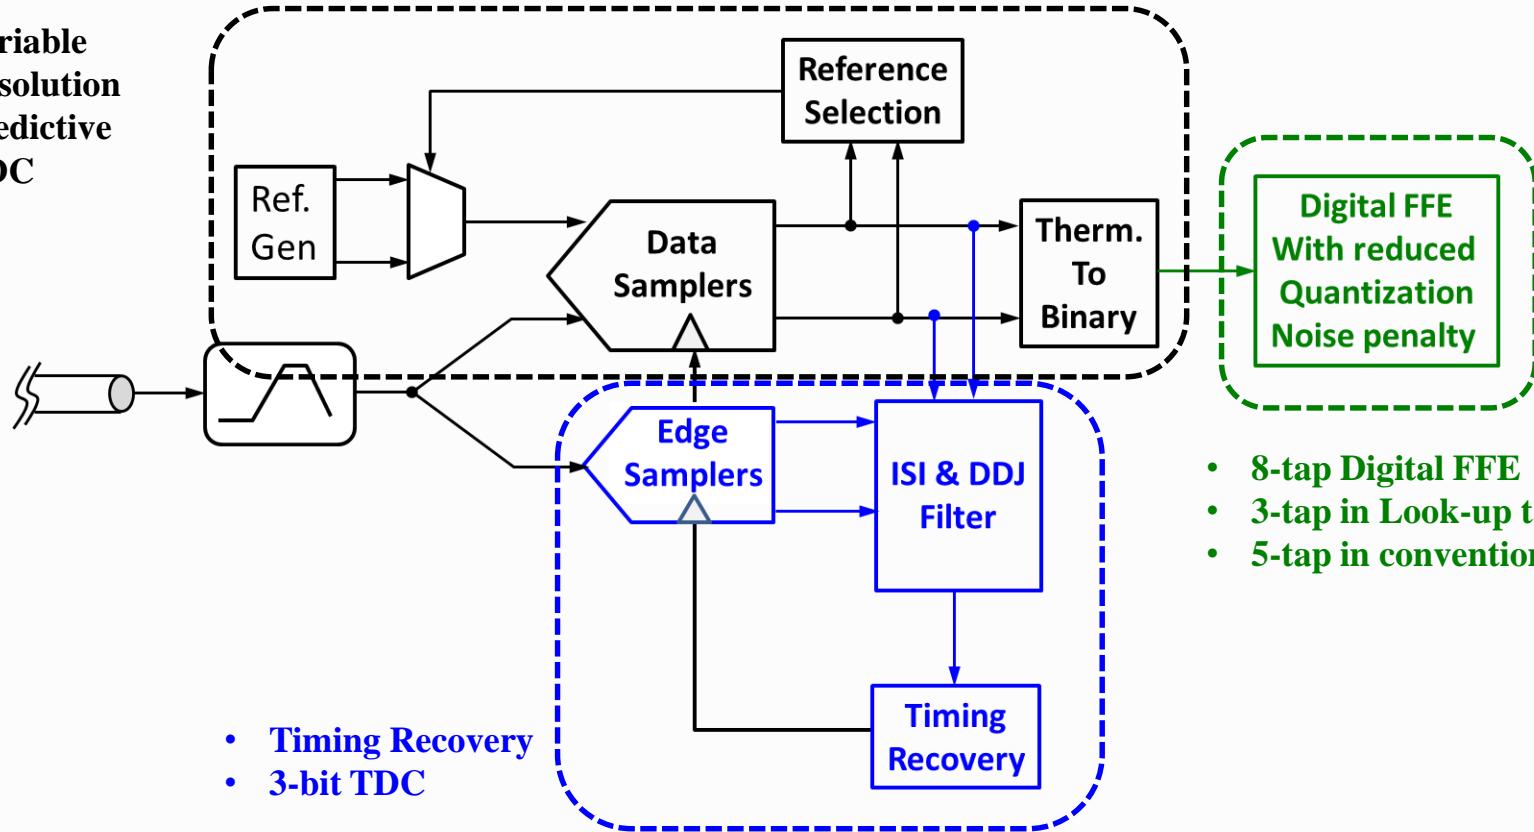 riable
solution
edictive
DC
Reference
Selection
Ref.
Gen
Data
Samplers
Therm.
To
Binary
Digital FFE
With reduced
Quantization
Noise penalty
Edge
Samplers
ISI & DDJ
Filter
• 8-tap Digital FFE
• 3-tap in Look-up t
• 5-tap in convention
Timing
Recovery
• Timing Recovery
• 3-bit TDC